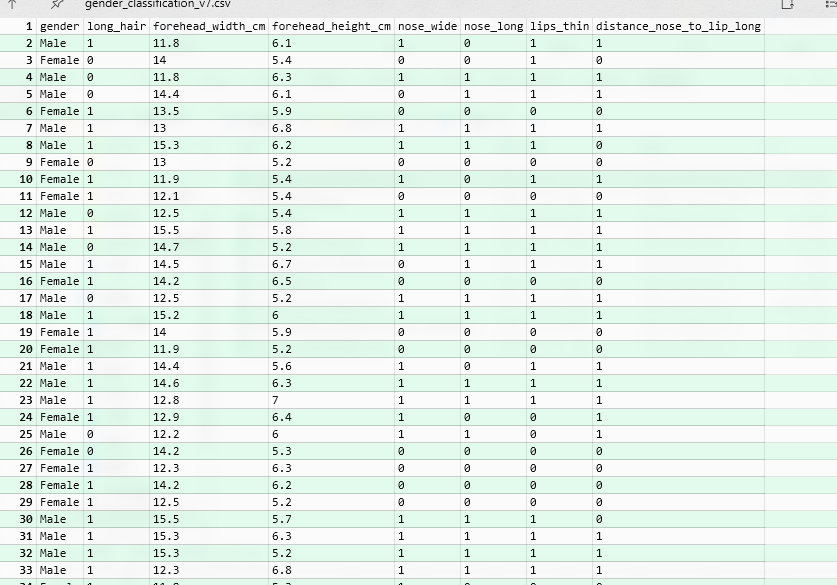 gender_classification_v7.csv
1 gender long_hair forehead_width_cm forehead_height_cm nose_wide nose_long lips_thin distance_nose_to_lip_long
2 Male 1 11.8 6.1 1 0 1 1
3 Female 0 14 5.4 0 0 1 0
4 Male 0 11.8 6.3 1 1 1 1
5 Male 0 14.4 6.1 0 1 1 1
6 Female 1 13.5 5.9 0 0 0 0
7 Male 1 13 6.8 1 1 1 1
8 Male 1 15.3 6.2 1 1 1 0
9 Female 0 13 5.2 0 0 0 0
10 Female 1 11.9 5.4 1 0 1 1
11 Female 1 12.1 5.4 0 0 0 0
12 Male 0 12.5 5.4 1 1 1 1
13 Male 1 15.5 5.8 1 1 1 1
14 Male 0 14.7 5.2 1 1 1 1
15 Male 1 14.5 6.7 0 1 1 1
16 Female 1 14.2 6.5 0 0 0 0
17 Male 0 12.5 5.2 1 1 1 1
18 Male 1 15.2 6 1 1 1 1
19 Female 1 14 5.9 0 0 0 0
20 Female 1 11.9 5.2 0 0 0 0
21 Male 1 14.4 5.6 1 0 1 1
22 Male 1 14.6 6.3 1 1 1 1
23 Male 1 12.8 7 1 1 1 1
24 Female 1 12.9 6.4 1 0 0 1
25 Male 0 12.2 6 1 1 0 1
26 Female 0 14.2 5.3 0 0 0 0
27 Female 1 12.3 6.3 0 0 0 0
28 Female 1 14.2 6.2 0 0 0 0
29 Female 1 12.5 5.2 0 0 0 0
30 Male 1 15.5 5.7 1 1 1 0
31 Male 1 15.3 6.3 1 1 1 1
32 Male 1 15.3 5.2 1 1 1 1
33 Male 1 12.3 6.8 1 1 1 1